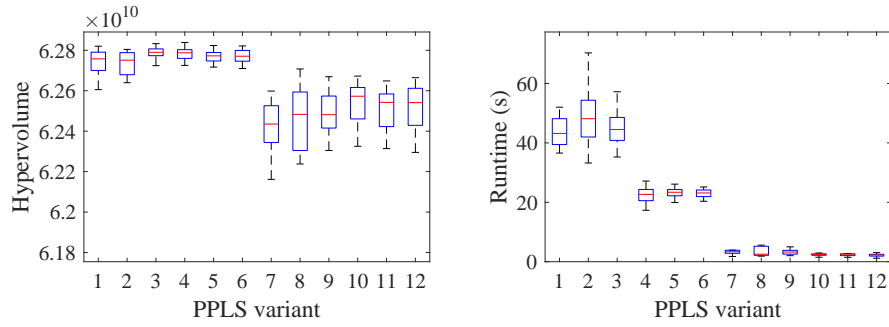 ×10^10
6.28
6.26
6.24
6.22
6.2
6.18
Hypervolume
1 2 3 4 5 6 7 8 9 10 11 12
PPLS variant
60
40
20
0
Runtime (s)
1 2 3 4 5 6 7 8 9 10 11 12
PPLS variant